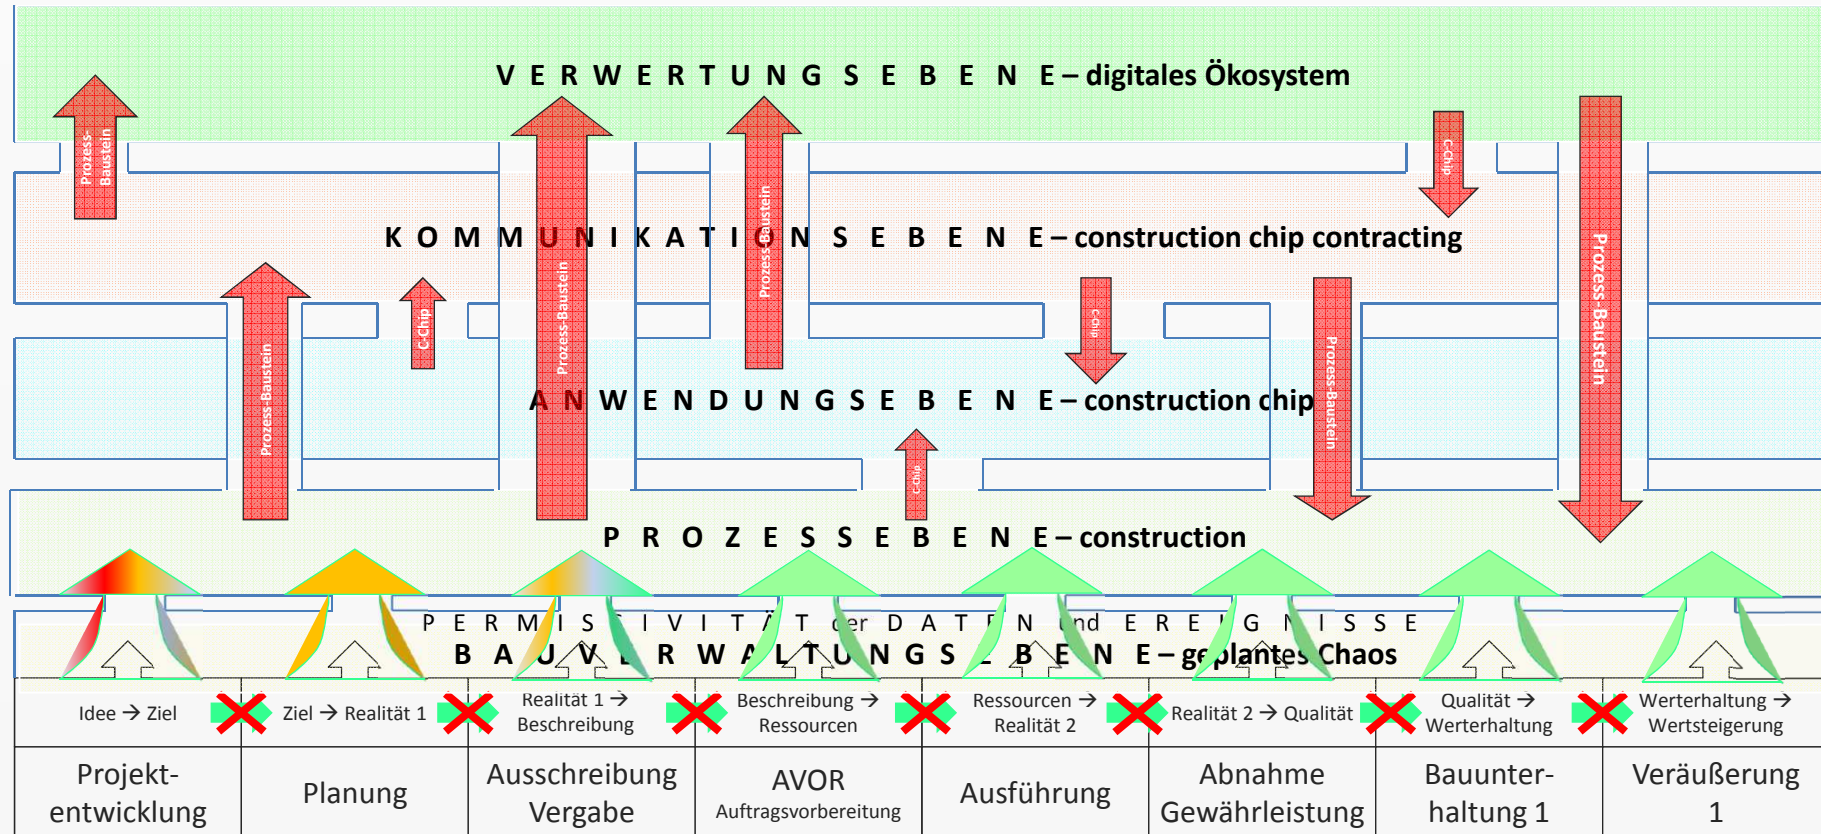 V E R W E R T U N G S E B E N E – digitales Ökosystem
Prozess-
Baustein
C-Chip
K O M M U N I K A T I O N S E B E N E – construction chip contracting
Prozess-Baustein
Prozess-Baustein
Prozess-Baustein
C-Chip
C-Chip
Prozess-Baustein
Prozess-Baustein
A N W E N D U N G S E B E N E – construction chip
C-Chip
P R O Z E S S E B E N E – construction
P E R M I S S I V I T Ä T der D A T E N und E R E I G N I S S E
B A U V E R W A L T U N G S E B E N E – geplantes Chaos
Idee → Ziel
Ziel → Realität 1
Realität 1 →
Beschreibung
Beschreibung →
Ressourcen
Ressourcen →
Realität 2
Realität 2 → Qualität
Qualität →
Werterhaltung
Werterhaltung →
Wertsteigerung
Projekt-
entwicklung
Planung
Ausschreibung
Vergabe
AVOR
Auftragsvorbereitung
Ausführung
Abnahme
Gewährleistung
Bauunter-
haltung 1
Veräußerung
1